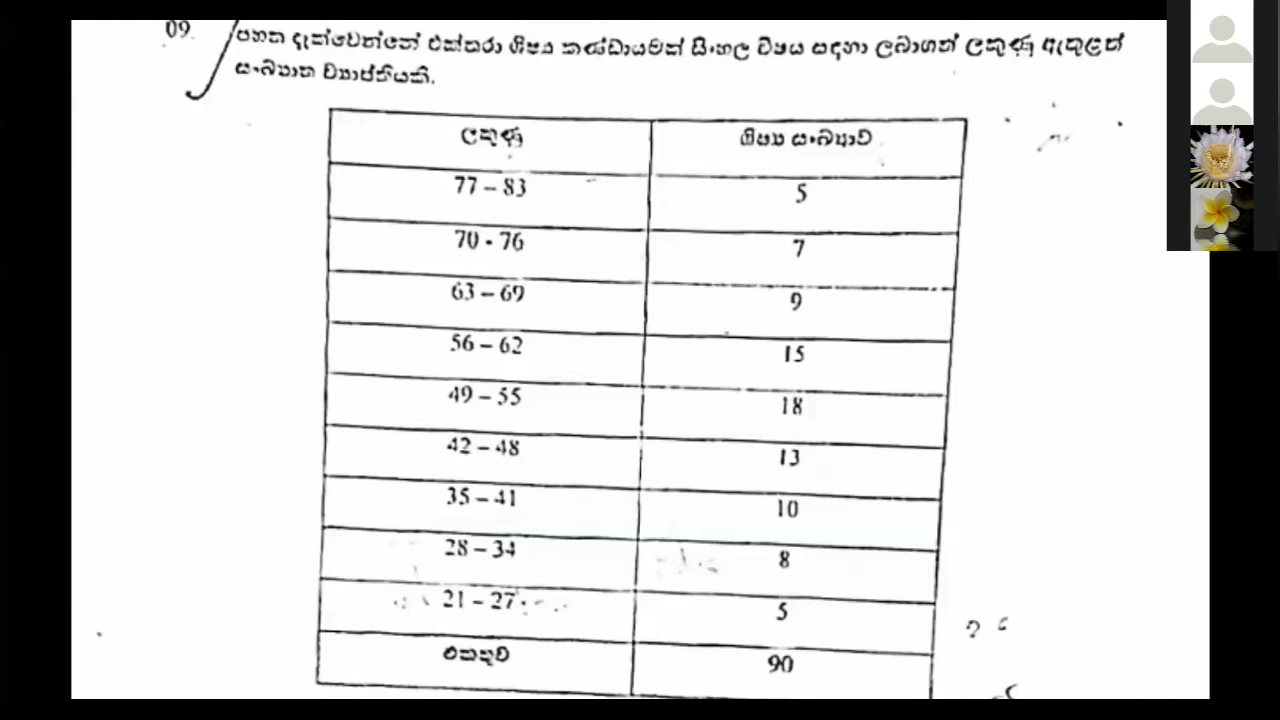 09. පහත දැක්වෙන්නේ එක්තරා ශිෂ්‍ය කණ්ඩායමක් සිංහල විෂය සඳහා ලබාගත් ලකුණු ඇතුළත්
සංඛ්‍යාත ව්‍යාප්තියකි.
ලකුණු ශිෂ්‍ය සංඛ්‍යාව
77 – 83 5
70 - 76 7
63 – 69 9
56 – 62 15
49 – 55 18
42 – 48 13
35 – 41 10
28 – 34 8
21 – 27 5
එකතුව 90